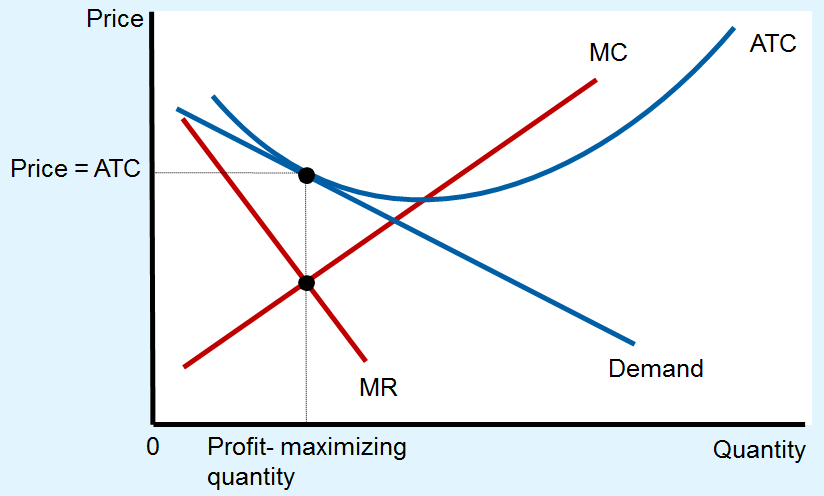 Price
ATC
MC
Price = ATC
Demand
MR
0
Profit- maximizing
quantity
Quantity